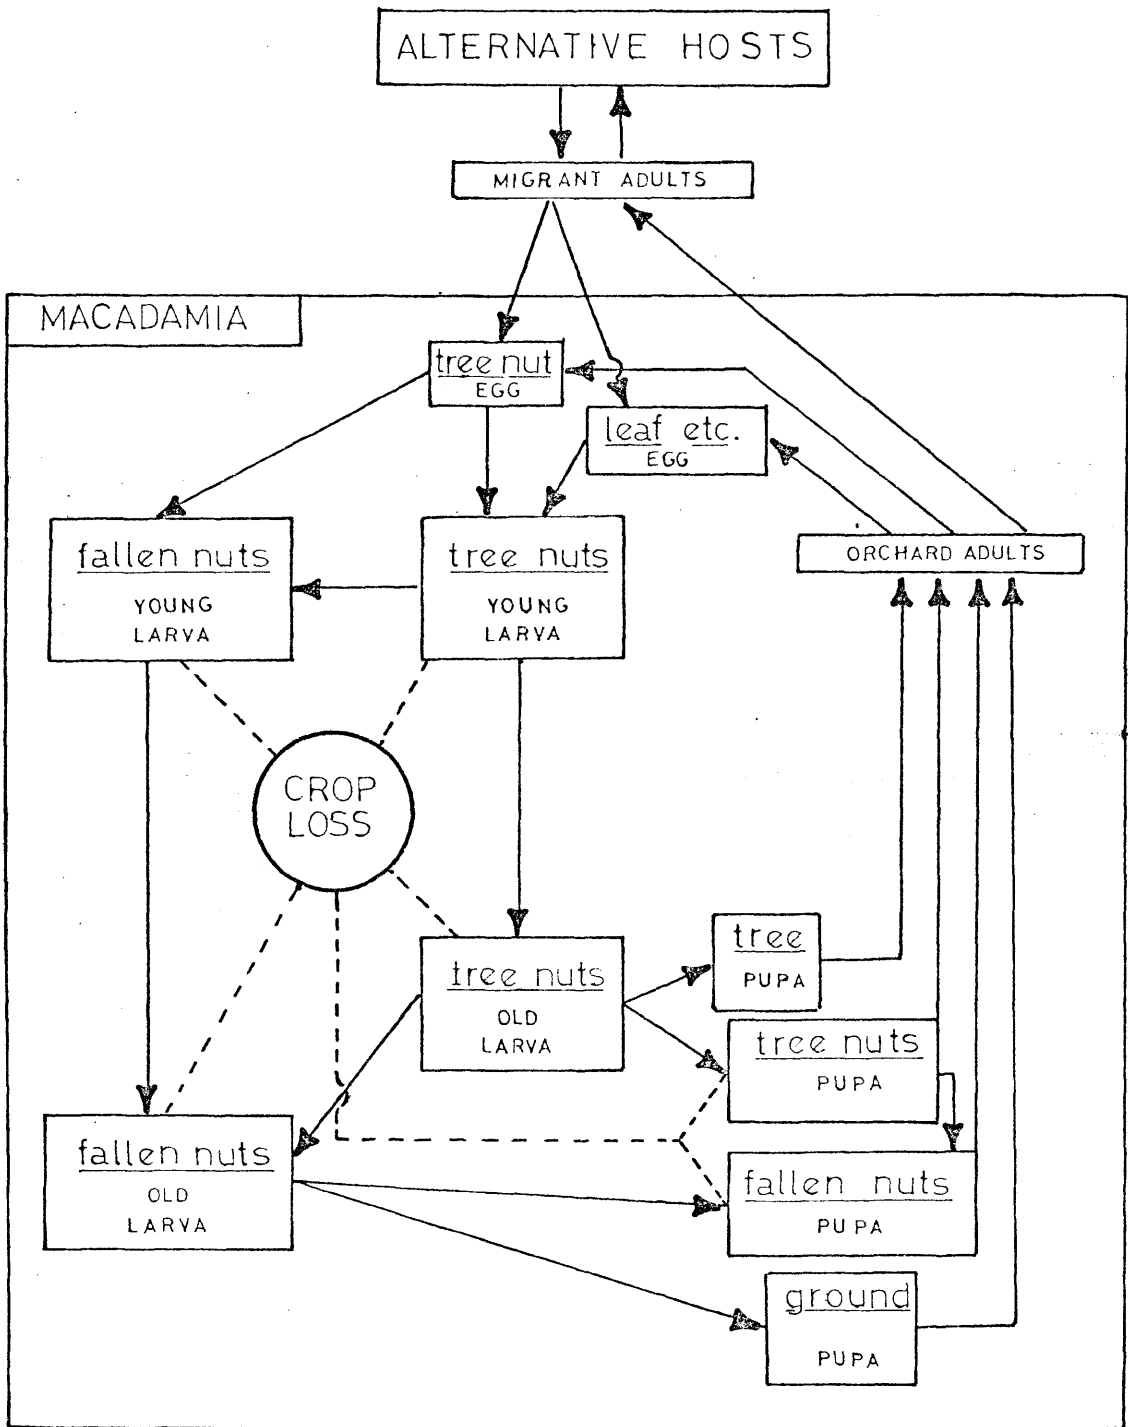 ALTERNATIVE HOSTS
MIGRANT ADULTS
MACADAMIA
tree nut
EGG
leaf etc.
EGG
fallen nuts
YOUNG
LARVA
tree nuts
YOUNG
LARVA
ORCHARD ADULTS
CROP
LOSS
tree
PUPA
tree nuts
OLD
LARVA
tree nuts
PUPA
fallen nuts
OLD
LARVA
fallen nuts
PUPA
ground
PUPA